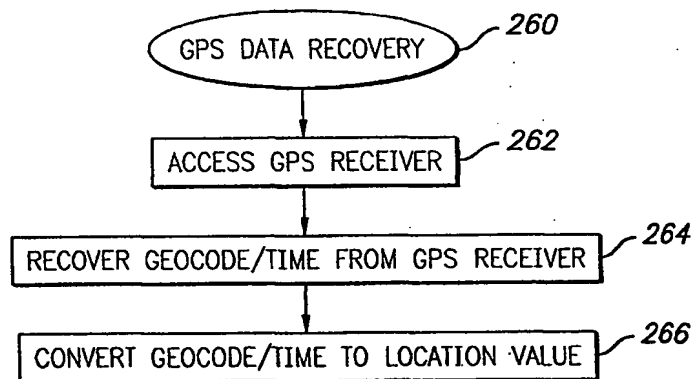 GPS DATA RECOVERY
260
ACCESS GPS RECEIVER
262
RECOVER GEOCODE/TIME FROM GPS RECEIVER
264
CONVERT GEOCODE/TIME TO LOCATION VALUE
266